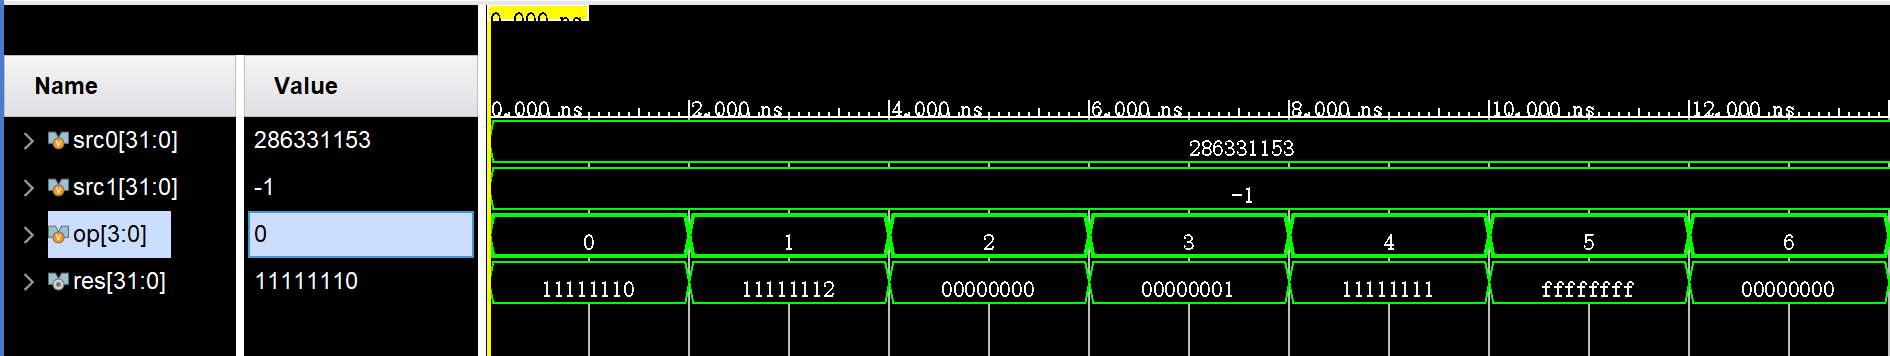 0.000 ns
Name Value
0.000 ns 2.000 ns 4.000 ns 6.000 ns 8.000 ns 10.000 ns 12.000 ns
src0[31:0] 286331153 286331153
src1[31:0] -1 -1
op[3:0] 0 0 1 2 3 4 5 6
res[31:0] 11111110 11111110 11111112 00000000 00000001 11111111 ffffffff 00000000